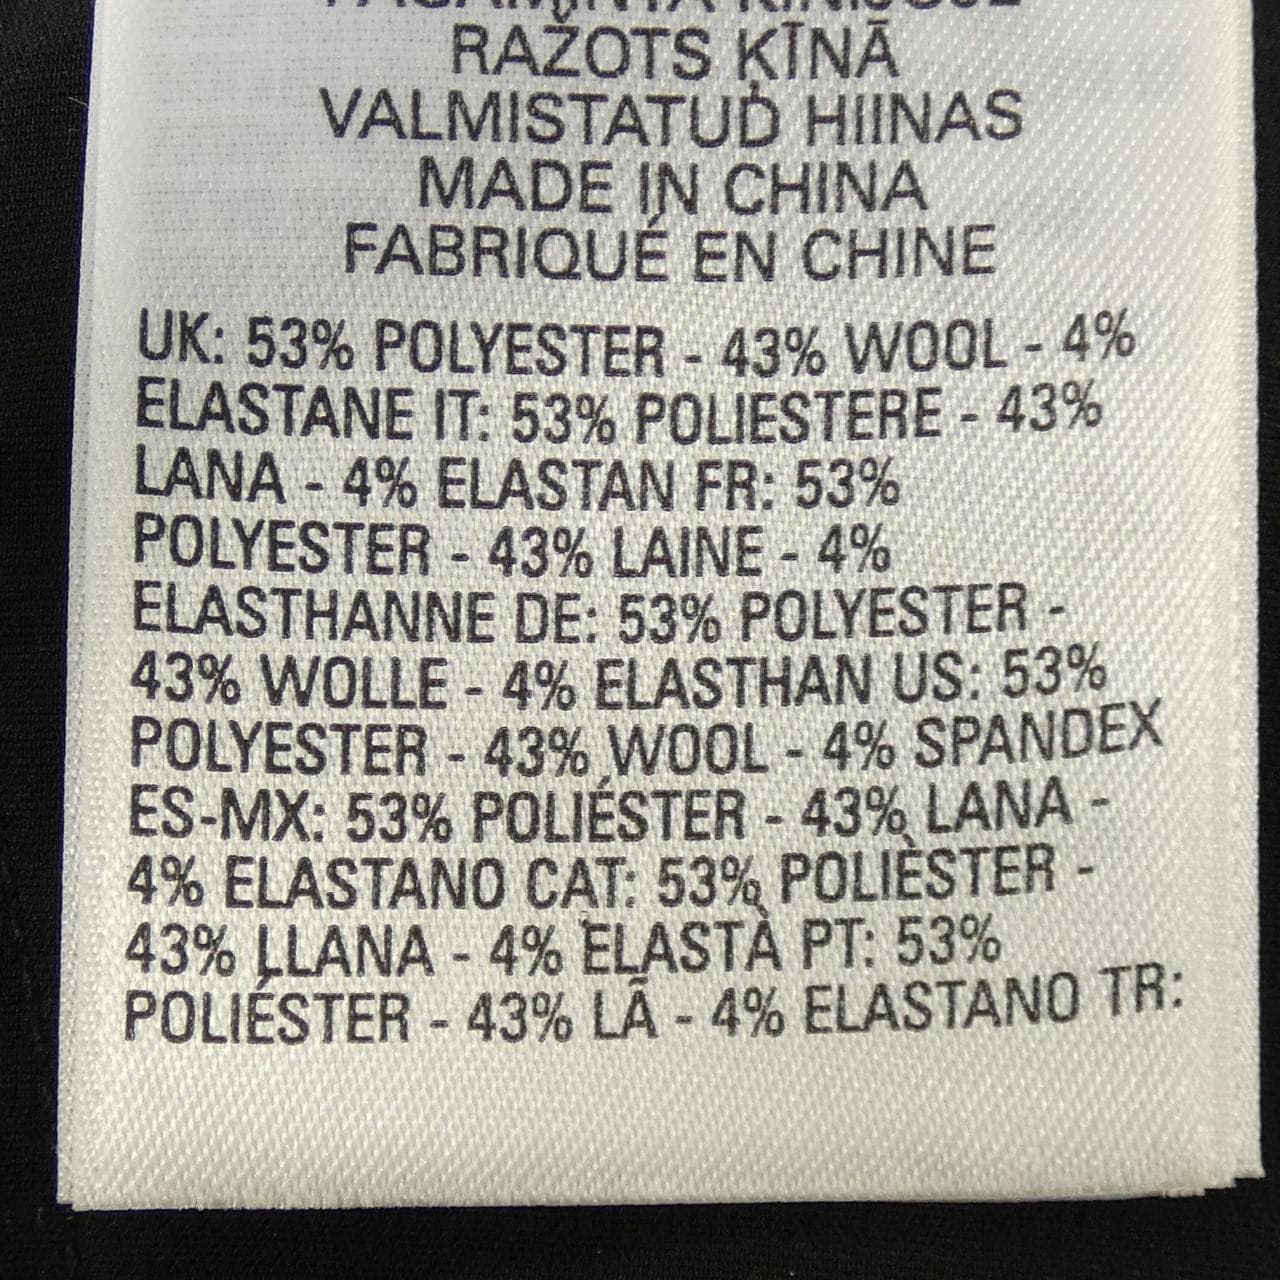 PAGAMINTA KINIJOJE
RAŽOTS ĶĪNĀ
VALMISTATUD HIINAS
MADE IN CHINA
FABRIQUÉ EN CHINE
UK: 53% POLYESTER - 43% WOOL - 4%
ELASTANE IT: 53% POLIESTERE - 43%
LANA - 4% ELASTAN FR: 53%
POLYESTER - 43% LAINE - 4%
ELASTHANNE DE: 53% POLYESTER -
43% WOLLE - 4% ELASTHAN US: 53%
POLYESTER - 43% WOOL - 4% SPANDEX
ES-MX: 53% POLIÉSTER - 43% LANA -
4% ELASTANO CAT: 53% POLIÈSTER -
43% LLANA - 4% ELASTÀ PT: 53%
POLIÉSTER - 43% LÃ - 4% ELASTANO TR: